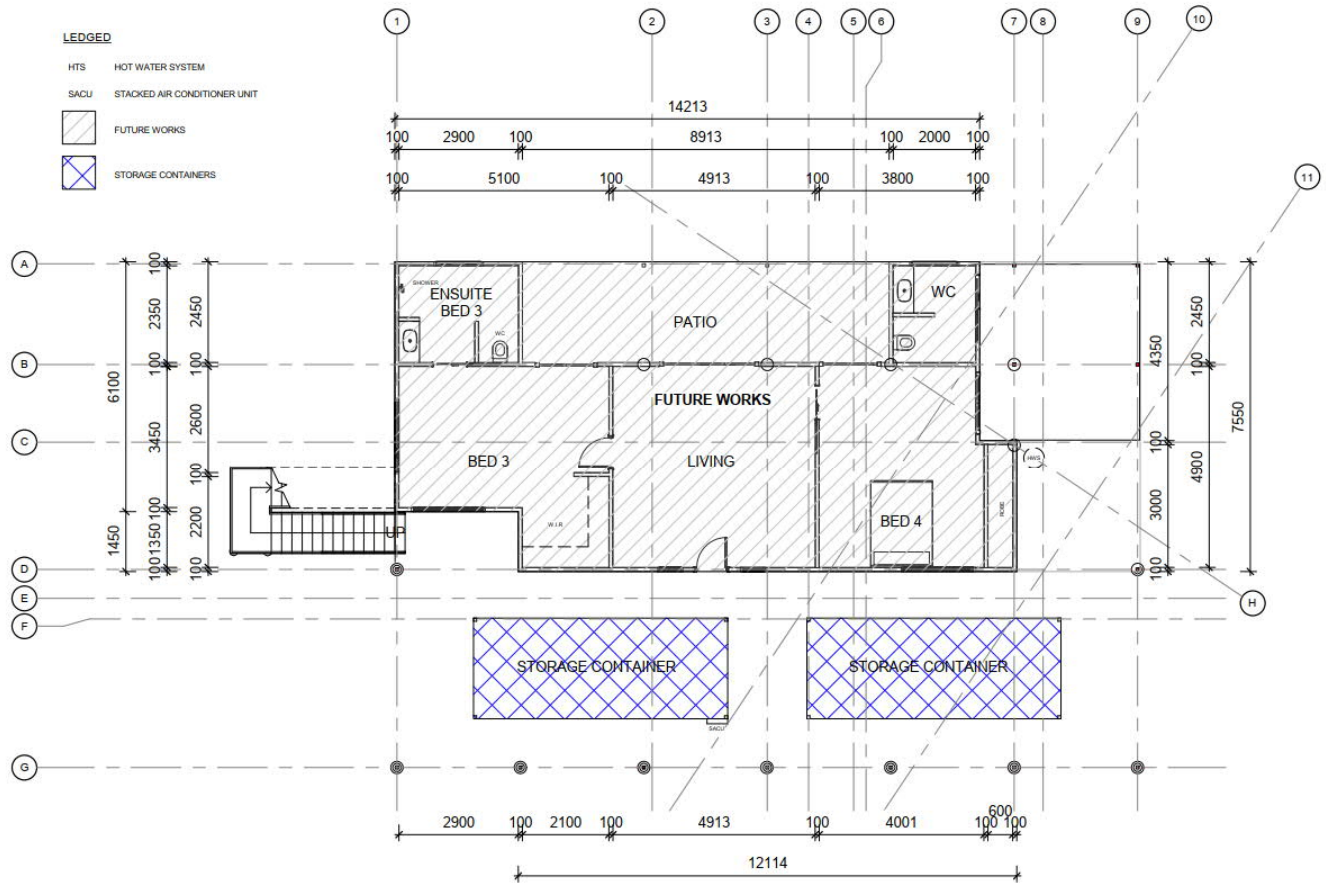 1 2 3 4 5 6 7 8 9 10
LEDGED
HTS HOT WATER SYSTEM
SACU STACKED AIR CONDITIONER UNIT
FUTURE WORKS
STORAGE CONTAINERS
11
14213
100 2900 100 8913 100 2000 100
100 5100 100 4913 100 3800 100
A
B
C
D
E
F
G
H
6100
1450
100
2350
100
3450
100
1350
100
2450
100
2600
100
2200
100
SHOWER
ENSUITE
BED 3
WC
PATIO
WC
FUTURE WORKS
BED 3
LIVING
W.I.R
BED 4
ROBE
HWS
UP
4350
100
3000
100
2450
100
4900
7550
STORAGE CONTAINER
STORAGE CONTAINER
SACU
600
2900 100 2100 100 4913 100 4001 100 100
12114